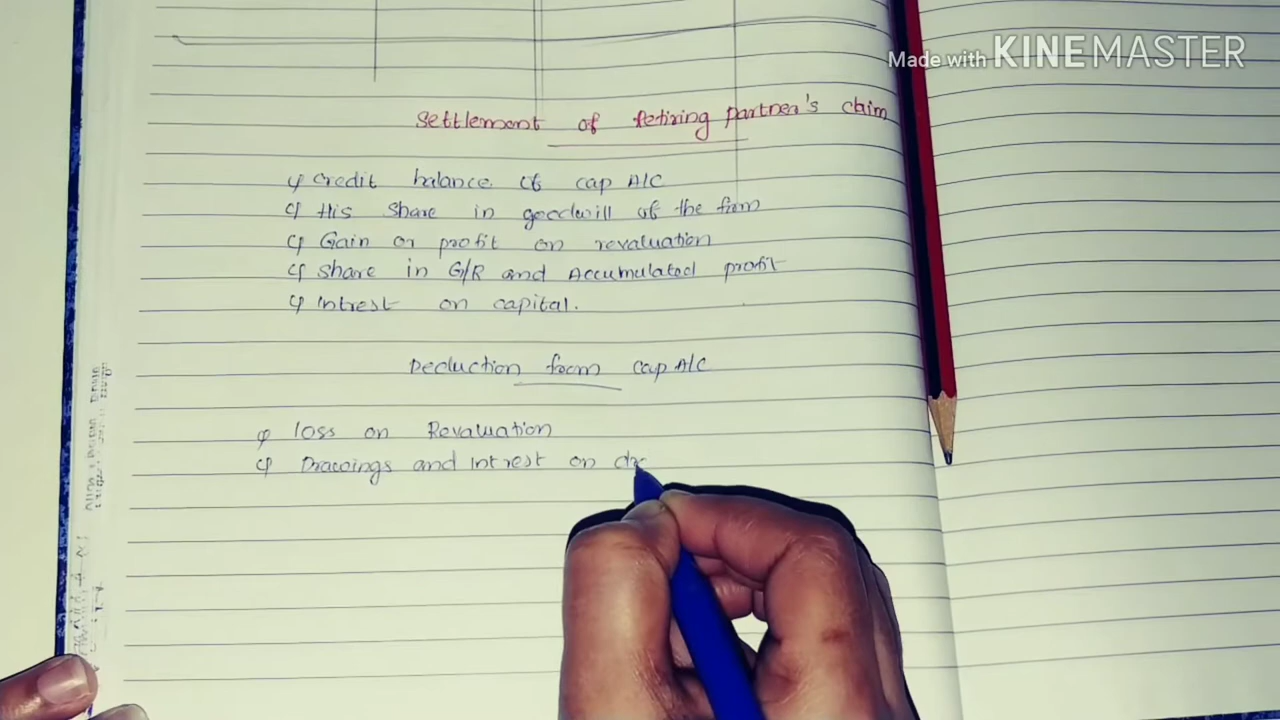 Made with KINEMASTER
Settlement of Retiring partner's claim
Credit balance of cap A/C
His share in goodwill of the firm
Gain or profit on revaluation
share in G/R and Accumulated profit
Intrest on capital.
Deduction from cap A/C
loss on Revaluation
Drawings and Intrest on dr